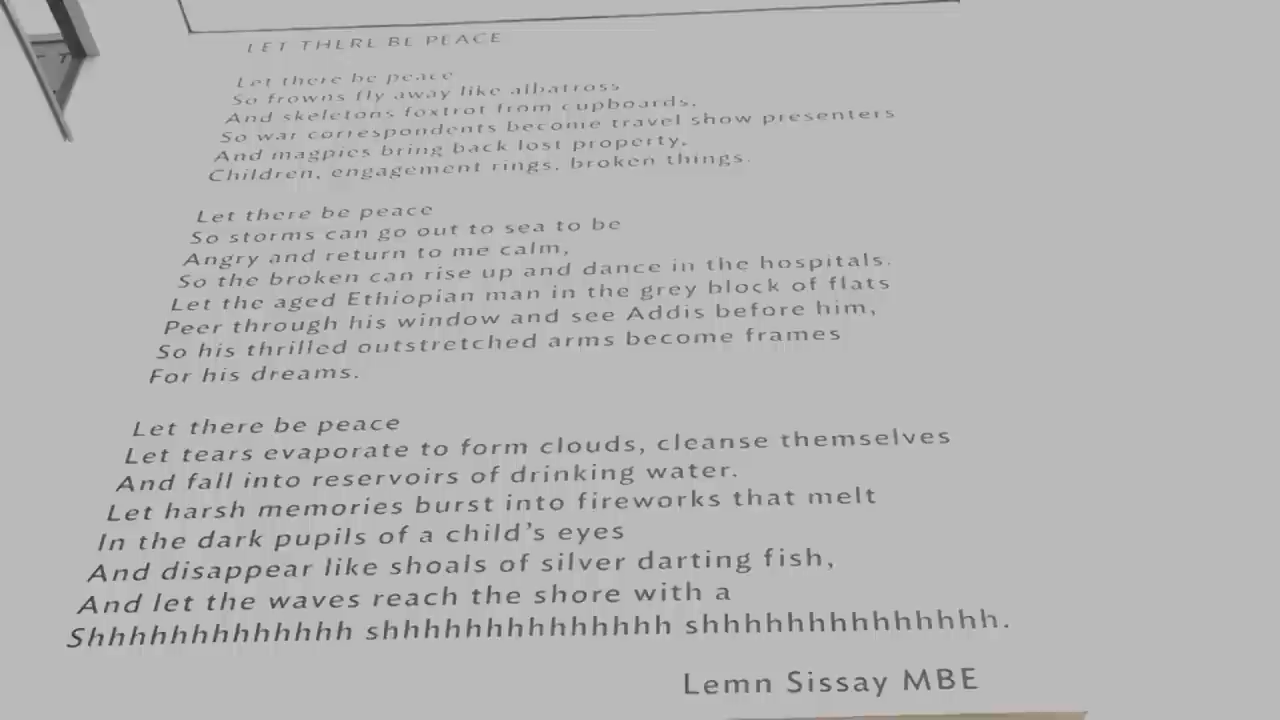 LET THERE BE PEACE
Let there be peace
So frowns fly away like albatross
And skeletons foxtrot from cupboards,
So war correspondents become travel show presenters
And magpies bring back lost property,
Children, engagement rings, broken things.
Let there be peace
So storms can go out to sea to be
Angry and return to me calm,
So the broken can rise up and dance in the hospitals.
Let the aged Ethiopian man in the grey block of flats
Peer through his window and see Addis before him,
So his thrilled outstretched arms become frames
For his dreams.
Let there be peace
Let tears evaporate to form clouds, cleanse themselves
And fall into reservoirs of drinking water.
Let harsh memories burst into fireworks that melt
In the dark pupils of a child's eyes
And disappear like shoals of silver darting fish,
And let the waves reach the shore with a
Shhhhhhhhhhhhh shhhhhhhhhhhhhh shhhhhhhhhhhhhh.
Lemn Sissay MBE